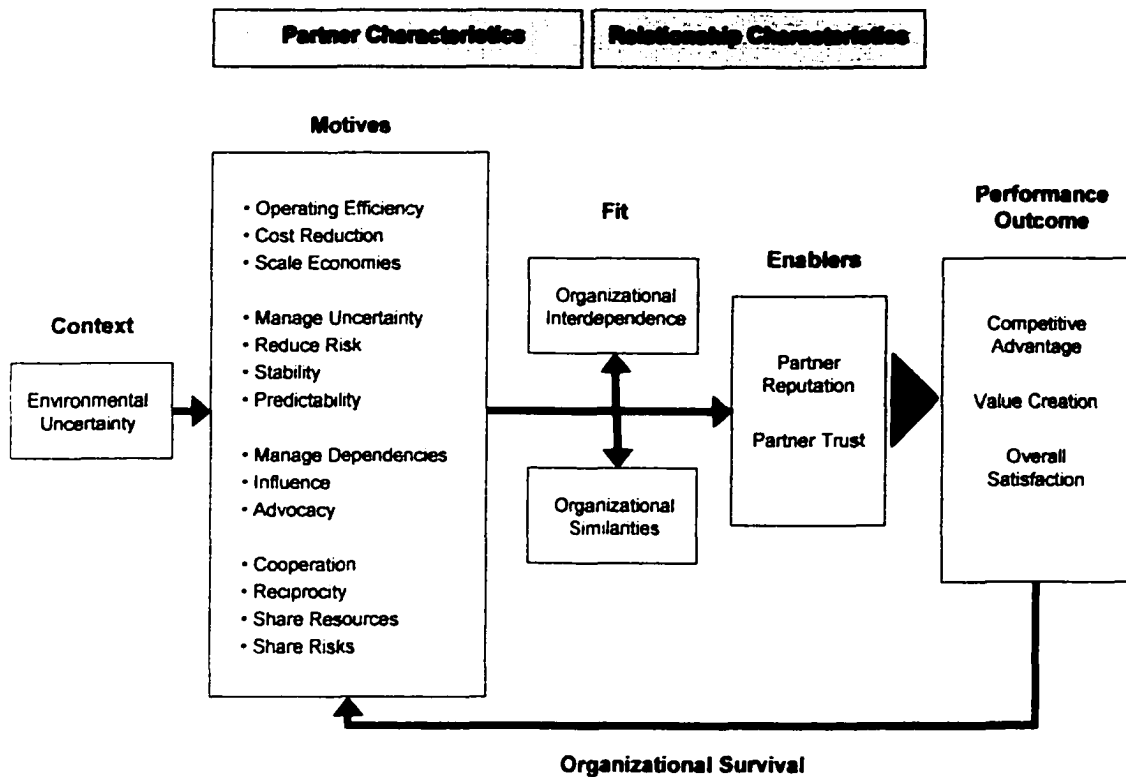 Partner Characteristics
Relationship Characteristics
Motives
• Operating Efficiency
• Cost Reduction
• Scale Economies
• Manage Uncertainty
• Reduce Risk
• Stability
• Predictability
• Manage Dependencies
• Influence
• Advocacy
• Cooperation
• Reciprocity
• Share Resources
• Share Risks
Context
Environmental
Uncertainty
Fit
Organizational
Interdependence
Organizational
Similarities
Enablers
Partner
Reputation
Partner Trust
Performance
Outcome
Competitive
Advantage
Value Creation
Overall
Satisfaction
Organizational Survival